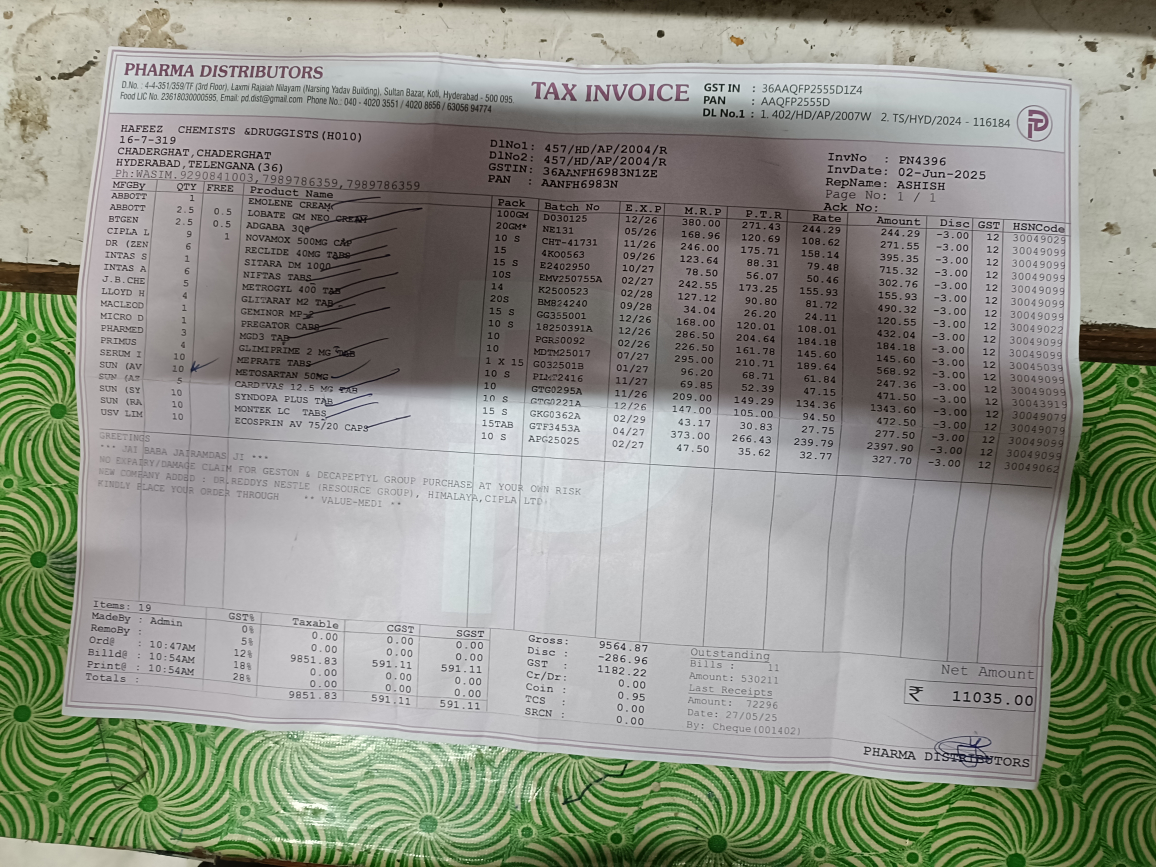 PHARMA DISTRIBUTORS
D.No. : 4-4-351/359/TF (3rd Floor), Laxmi Rajaiah Nilayam (Narsing Yadav Building), Sultan Bazar, Koti, Hyderabad - 500 095.
Food LIC No. 23618030000595, Email: pd.dist@gmail.com Phone No.: 040 - 4020 3551 / 4020 8656 / 63056 94774
TAX INVOICE
GST IN : 36AAQFP2555D1Z4
PAN : AAQFP2555D
DL No.1 : 1. 402/HD/AP/2007W 2. TS/HYD/2024 - 116184
HAFEEZ CHEMISTS &DRUGGISTS(H010)
16-7-319
CHADERGHAT,CHADERGHAT
HYDERABAD,TELENGANA(36)
Ph:WASIM.9290841003,7989786359,7989786359
DlNo1: 457/HD/AP/2004/R
DlNo2: 457/HD/AP/2004/R
GSTIN: 36AANFH6983N1ZE
PAN : AANFH6983N
InvNo : PN4396
InvDate: 02-Jun-2025
RepName: ASHISH
Page No: 1 / 1
Ack No:
MFGBy QTY FREE Product Name Pack Batch No E.X.P M.R.P P.T.R Rate Amount Disc GST HSNCode
ABBOTT 1 EMOLENE CREAM 100GM D030125 12/26 380.00 271.43 244.29 244.29 -3.00 12 30049029
ABBOTT 2.5 0.5 LOBATE GM NEO CREAM 20GM* NE131 05/26 168.96 120.69 108.62 271.55 -3.00 12 30049099
BTGEN 2.5 0.5 ADGABA 300 10 S CHT-41731 11/26 246.00 175.71 158.14 395.35 -3.00 12 30049099
CIPLA L 9 1 NOVAMOX 500MG CAP 15 4KO0563 09/26 123.64 88.31 79.48 715.32 -3.00 12 30049099
DR (ZEN 6 RECLIDE 40MG TABS 15 S E2402950 10/27 78.50 56.07 50.46 302.76 -3.00 12 30049099
INTAS S 1 SITARA DM 1000 10S EMV250755A 02/27 242.55 173.25 155.93 155.93 -3.00 12 30049099
INTAS A 6 NIFTAS TABS 14 K2500523 02/28 127.12 90.80 81.72 490.32 -3.00 12 30049099
J.B.CHE 5 METROGYL 400 TAB 20S BM824240 09/28 34.04 26.20 24.11 120.55 -3.00 12 30049022
LLOYD H 4 GLITARAY M2 TAB 15 S GG355001 12/26 168.00 120.01 108.01 432.04 -3.00 12 30049099
MACLEOD 1 GEMINOR MP-2 10 S 18250391A 12/26 286.50 204.64 184.18 184.18 -3.00 12 30049099
MICRO D 1 PREGATOR CAPS 10 PGRS0092 02/26 226.50 161.78 145.60 145.60 -3.00 12 30045039
PHARMED 3 MGD3 TAB 10 MDTM25017 07/27 295.00 210.71 189.64 568.92 -3.00 12 30049099
PRIMUS 4 GLIMIPRIME 2 MG TAB 1 X 15 GO32501B 01/27 96.20 68.71 61.84 247.36 -3.00 12 30049099
SERUM I 10 MEPRATE TABS 10 S PLMT2416 11/27 69.85 52.39 47.15 471.50 -3.00 12 30043919
SUN (AV 10 METOSARTAN 50MG 10 GTG0295A 11/26 209.00 149.29 134.36 1343.60 -3.00 12 30049079
SUN (AZ 5 CARDIVAS 12.5 MG TAB 10 S GTG0221A 12/26 147.00 105.00 94.50 472.50 -3.00 12 30049079
SUN (SY 10 SYNDOPA PLUS TAB 15 S GKG0362A 02/29 43.17 30.83 27.75 277.50 -3.00 12 30049099
SUN (RA 10 MONTEK LC TABS 15TAB GTF3453A 04/27 373.00 266.43 239.79 2397.90 -3.00 12 30049099
USV LIM 10 ECOSPRIN AV 75/20 CAPS 10 S APG25025 02/27 47.50 35.62 32.77 327.70 -3.00 12 30049062
GREETINGS
*** JAI BABA JAIRAMDAS JI ***
NO EXPAIRY/DAMAGE CLAIM FOR GESTON & DECAPEPTYL GROUP PURCHASE AT YOUR OWN RISK
NEW COMPANY ADDED : DR.REDDYS NESTLE (RESOURCE GROUP), HIMALAYA,CIPLA LTD
KINDLY PLACE YOUR ORDER THROUGH ** VALUE-MED1 **
Items: 19
MadeBy : Admin
RemoBy :
Ord@ : 10:47AM
Billd@ : 10:54AM
Print@ : 10:54AM
Totals :
GST% Taxable CGST SGST
0% 0.00 0.00 0.00
5% 0.00 0.00 0.00
12% 9851.83 591.11 591.11
18% 0.00 0.00 0.00
28% 0.00 0.00 0.00
9851.83 591.11 591.11
Gross: 9564.87
Disc : -286.96
GST : 1182.22
Cr/Dr: 0.00
Coin : 0.95
TCS : 0.00
SRCN : 0.00
Outstanding
Bills : 11
Amount: 530211
Last Receipts
Amount: 72296
Date: 27/05/25
By: Cheque(001402)
Net Amount
₹ 11035.00
PHARMA DISTRIBUTORS